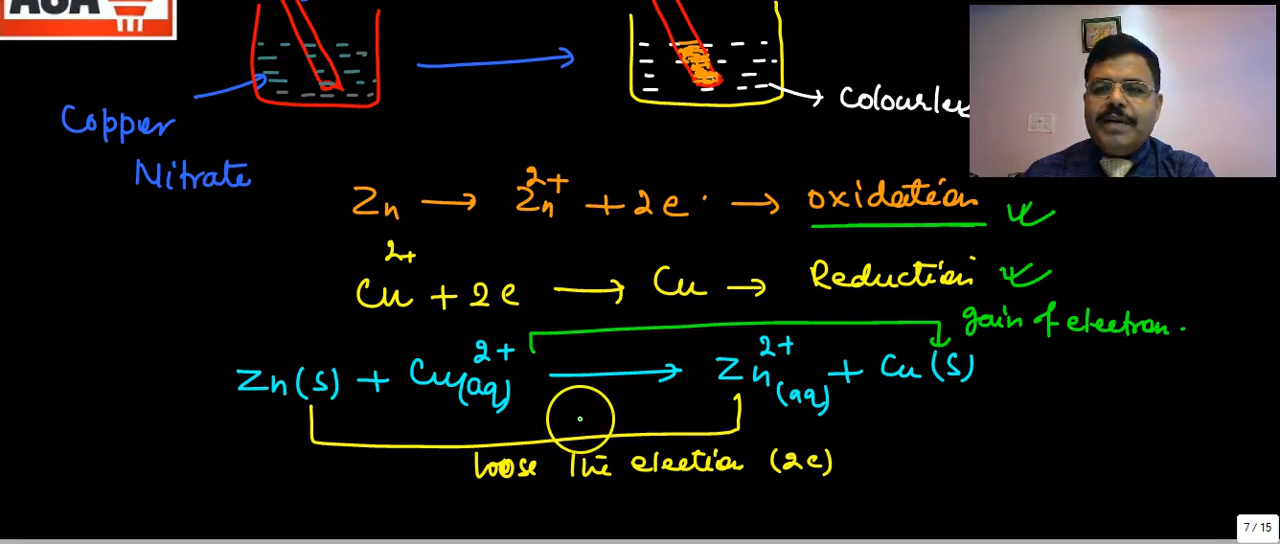 AJA
Copper
Nitrate
Colourles
Zn → Zn²⁺ + 2e⁻ → oxidation
Cu²⁺ + 2e → Cu → Reduction
gain of electron.
Zn(s) + Cu²⁺(aq) → Zn²⁺(aq) + Cu(s)
loose The electron (2e)
7 / 15